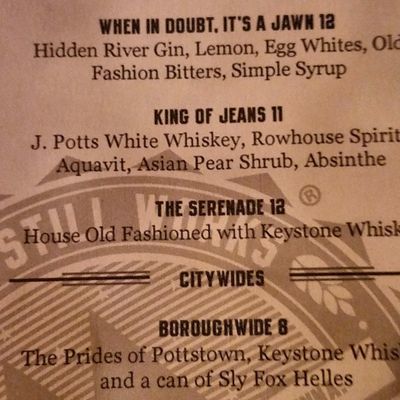 WHEN IN DOUBT, IT'S A JAWN 12
Hidden River Gin, Lemon, Egg Whites, Old
Fashion Bitters, Simple Syrup
KING OF JEANS 11
J. Potts White Whiskey, Rowhouse Spirit
Aquavit, Asian Pear Shrub, Absinthe
STILL WORKS
®
THE SERENADE 12
House Old Fashioned with Keystone Whisk
CITYWIDES
BOROUGHWIDE 8
The Prides of Pottstown, Keystone Whis
and a can of Sly Fox Helles